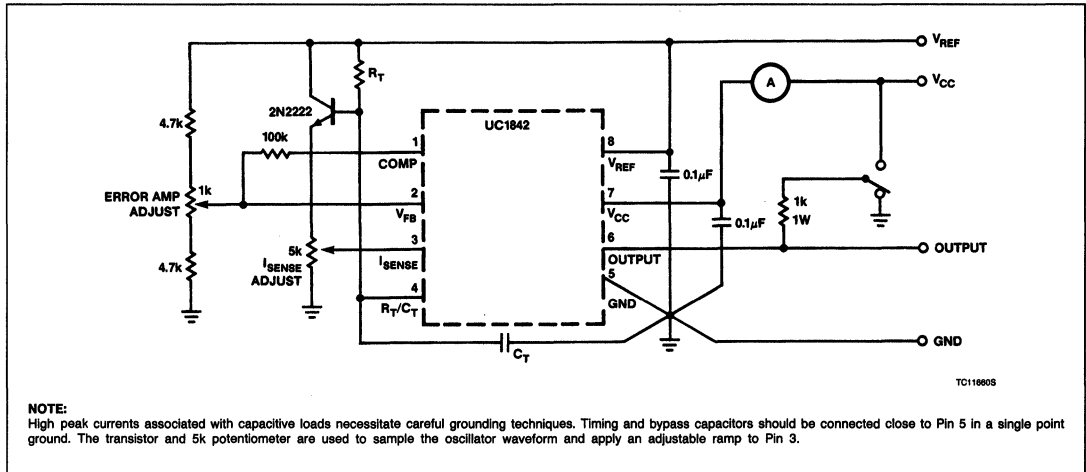 V_REF
R_T
A
V_CC
2N2222
UC1842
4.7k
100k
1
COMP
8
V_REF
0.1µF
ERROR AMP
ADJUST
1k
2
V_FB
7
V_CC
0.1µF
1k
1W
5k
I_SENSE
ADJUST
3
I_SENSE
6
OUTPUT
OUTPUT
4.7k
4
R_T/C_T
5
GND
C_T
GND
TC11660S
NOTE:
High peak currents associated with capacitive loads necessitate careful grounding techniques. Timing and bypass capacitors should be connected close to Pin 5 in a single point
ground. The transistor and 5k potentiometer are used to sample the oscillator waveform and apply an adjustable ramp to Pin 3.